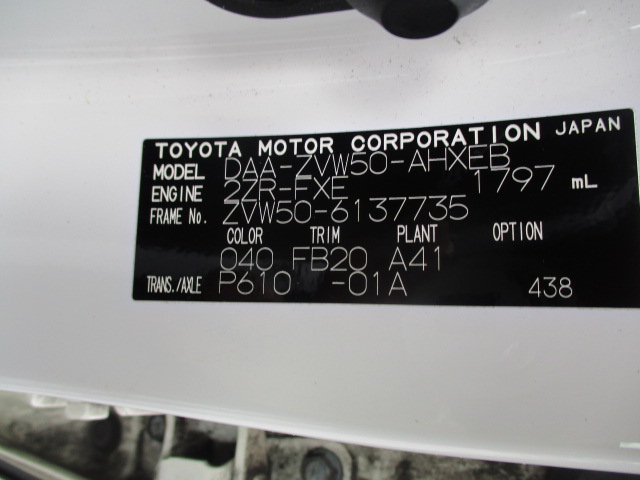 TOYOTA MOTOR CORPORATION JAPAN
MODEL DAA-ZVW50-AHXEB
ENGINE 2ZR-FXE 1797 mL
FRAME No. ZVW50-6137735
COLOR TRIM PLANT OPTION
040 FB20 A41
TRANS./AXLE P610 -01A 438